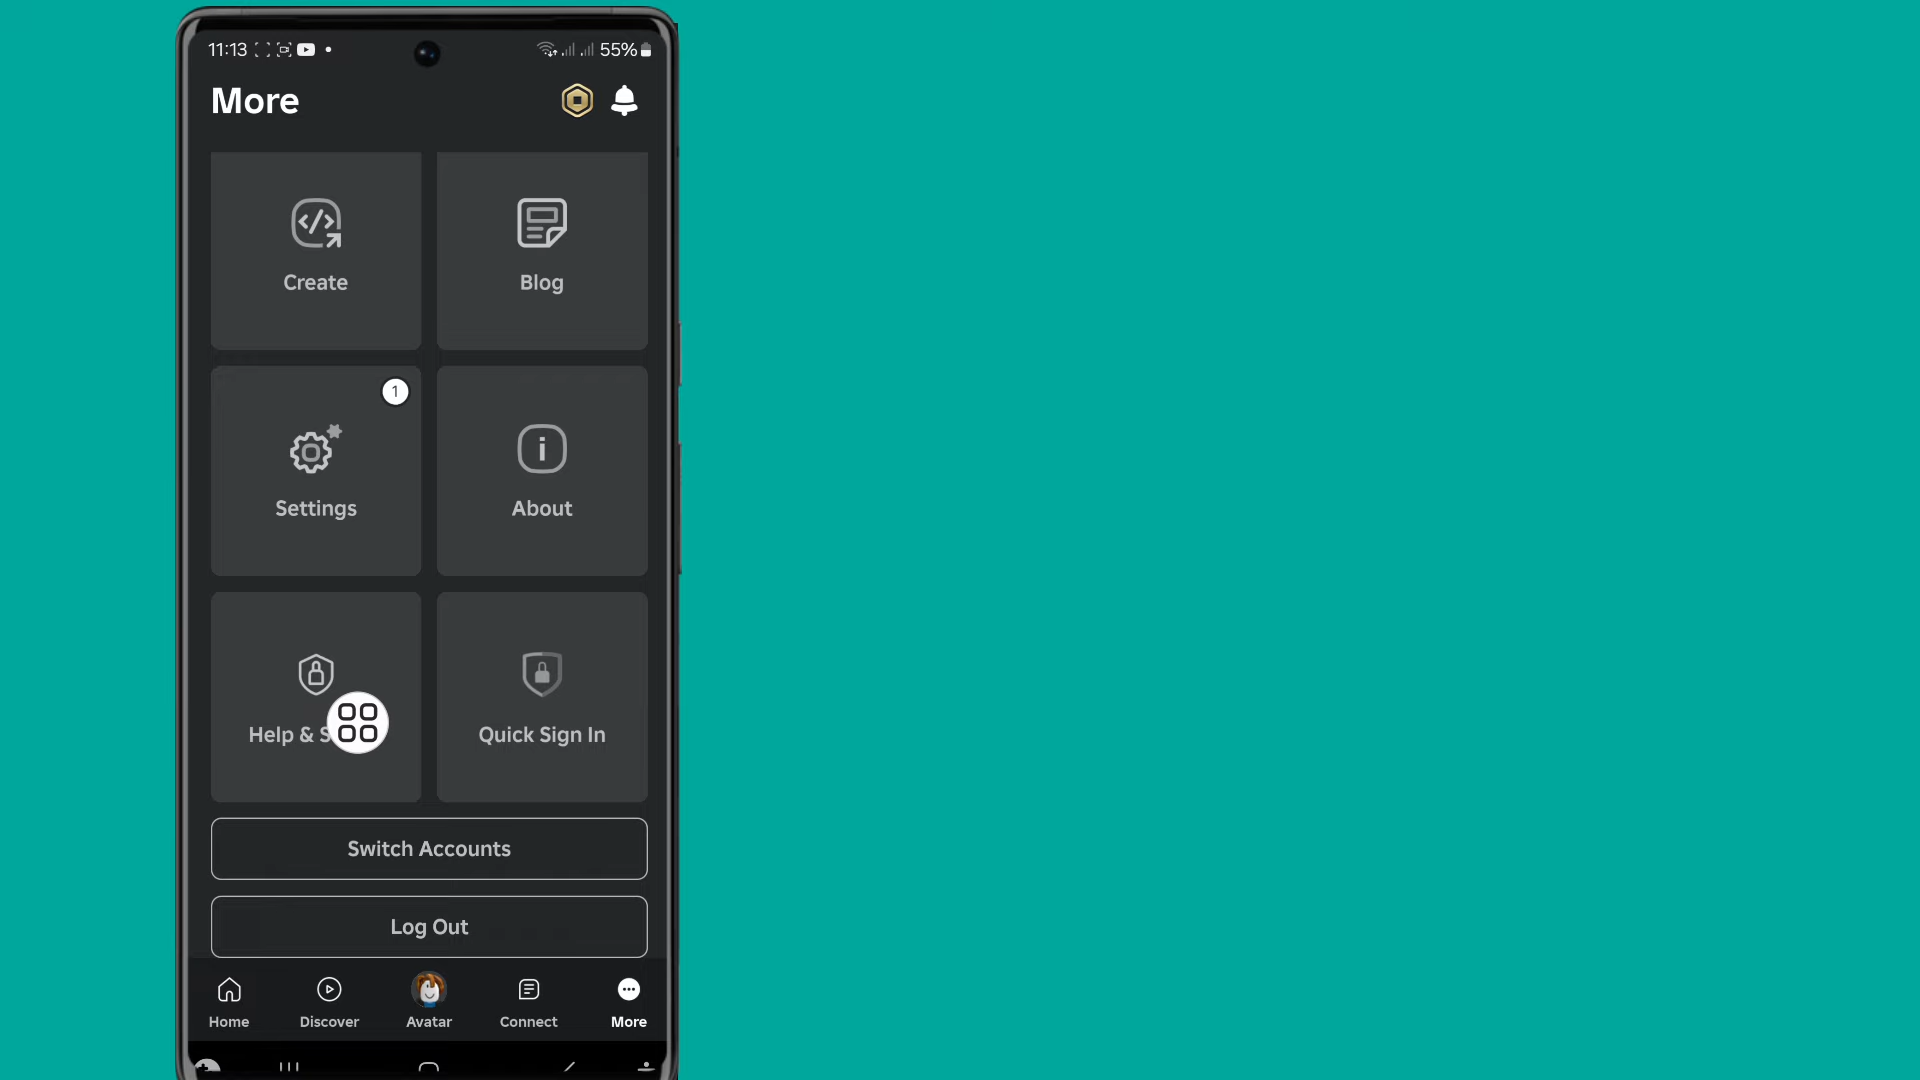 11:13 55%
More
Create Blog
1
Settings About
Help & S Quick Sign In
Switch Accounts
Log Out
Home Discover Avatar Connect More